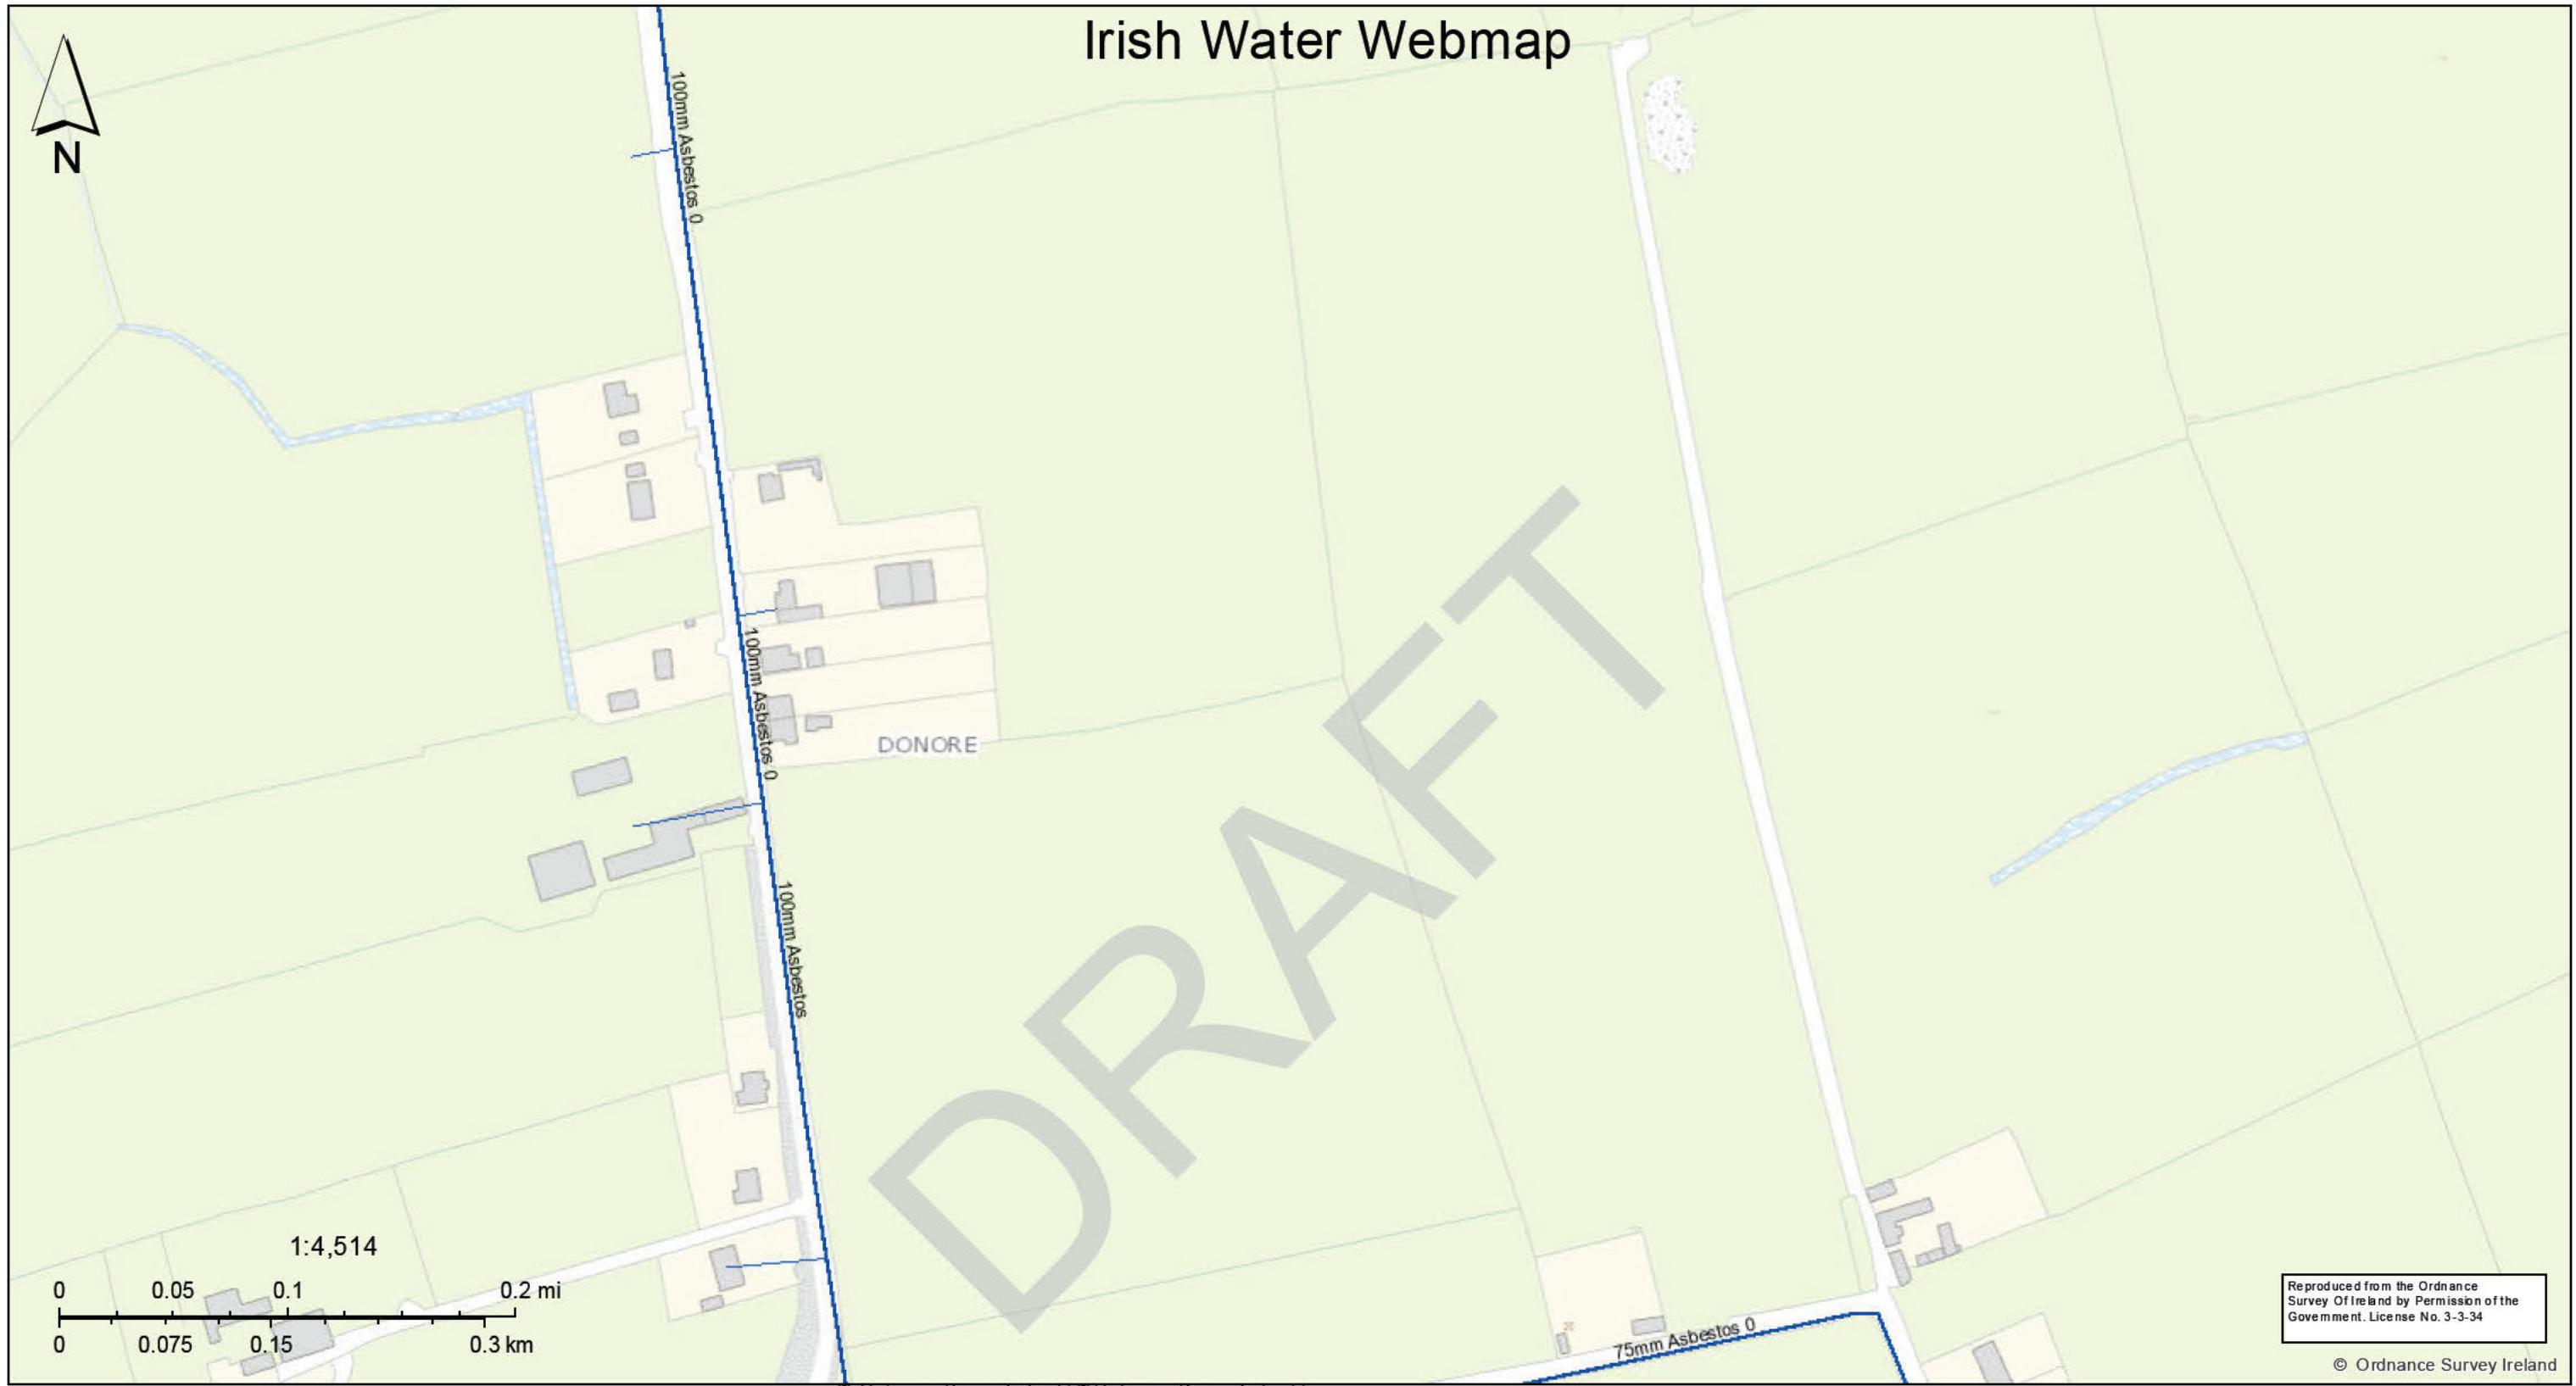 Irish Water Webmap
N
100mm Asbestos 0
100mm Asbestos 0
DONORE
100mm Asbestos
DRAFT
1:4,514
0 0.05 0.1 0.2 mi
0 0.075 0.15 0.3 km
75mm Asbestos 0
Reproduced from the Ordnance
Survey Of Ireland by Permission of the
Government. License No. 3-3-34
© Ordnance Survey Ireland